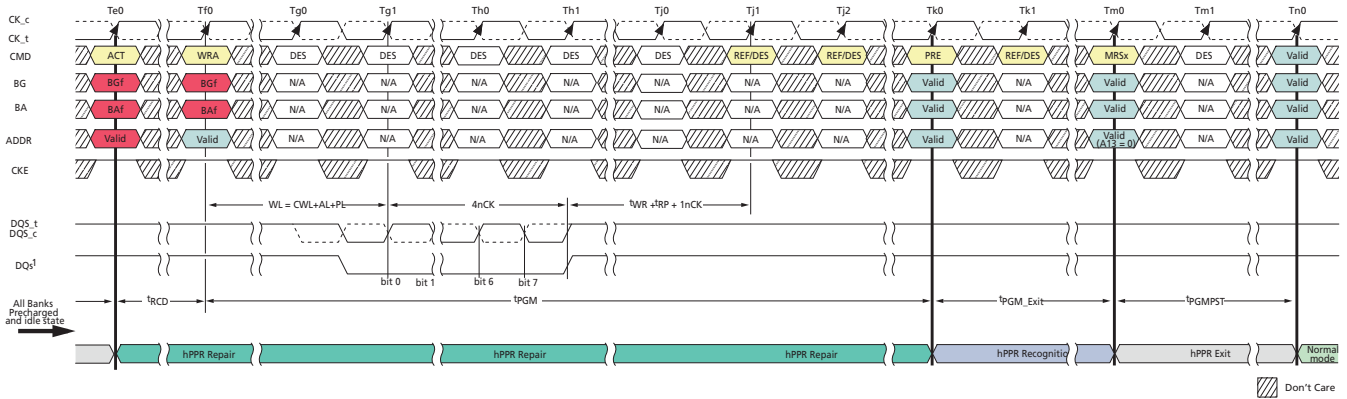 Te0 Tf0 Tg0 Tg1 Th0 Th1 Tj0 Tj1 Tj2 Tk0 Tk1 Tm0 Tm1 Tn0
CK_c
CK_t
CMD ACT WRA DES DES DES DES DES REF/DES REF/DES PRE REF/DES MRSx DES Valid
BG BGf BGf N/A N/A N/A N/A N/A N/A N/A Valid N/A Valid N/A Valid
BA BAf BAf N/A N/A N/A N/A N/A N/A N/A Valid N/A Valid N/A Valid
ADDR Valid Valid N/A N/A N/A N/A N/A N/A N/A Valid N/A Valid (A13 = 0) N/A Valid
CKE
WL = CWL+AL+PL 4nCK tWR + tRP + 1nCK
DQS_t
DQS_c
DQs1
bit 0 bit 1 bit 6 bit 7
All Banks
Precharged
and idle state
tRCD tPGM tPGM_Exit tPGMPST
hPPR Repair hPPR Repair hPPR Repair hPPR Recognitio hPPR Exit Normal
mode
Don't Care